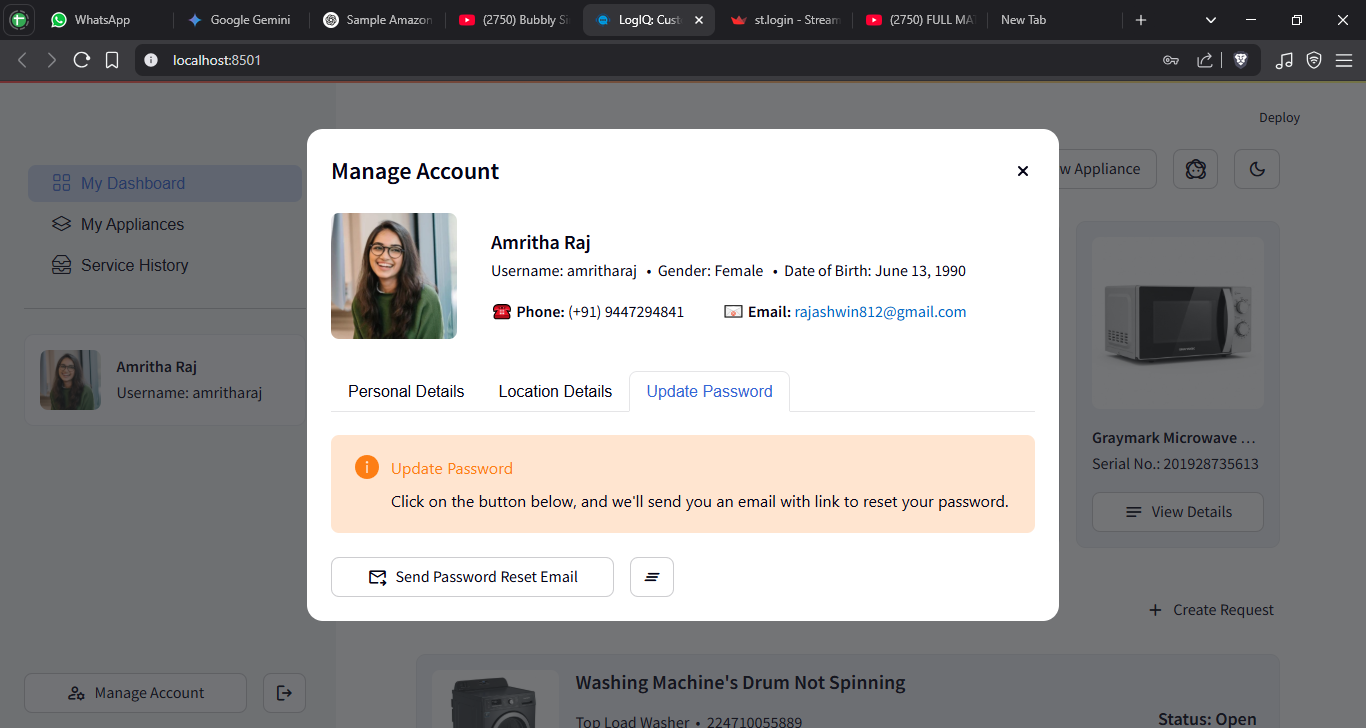 WhatsApp
Google Gemini
Sample Amazon
(2750) Bubbly Si
LogIQ: Cust
st.login - Stream
(2750) FULL MA
New Tab
localhost:8501
Deploy
My Dashboard
My Appliances
Service History
Amritha Raj
Username: amritharaj
Manage Account
w Appliance
Manage Account
Amritha Raj
Username: amritharaj • Gender: Female • Date of Birth: June 13, 1990
Phone: (+91) 9447294841 Email: rajashwin812@gmail.com
Personal Details Location Details Update Password
Update Password
Click on the button below, and we'll send you an email with link to reset your password.
Send Password Reset Email
Graymark Microwave ...
Serial No.: 201928735613
View Details
Create Request
Washing Machine's Drum Not Spinning
Top Load Washer • 224710055889
Status: Open